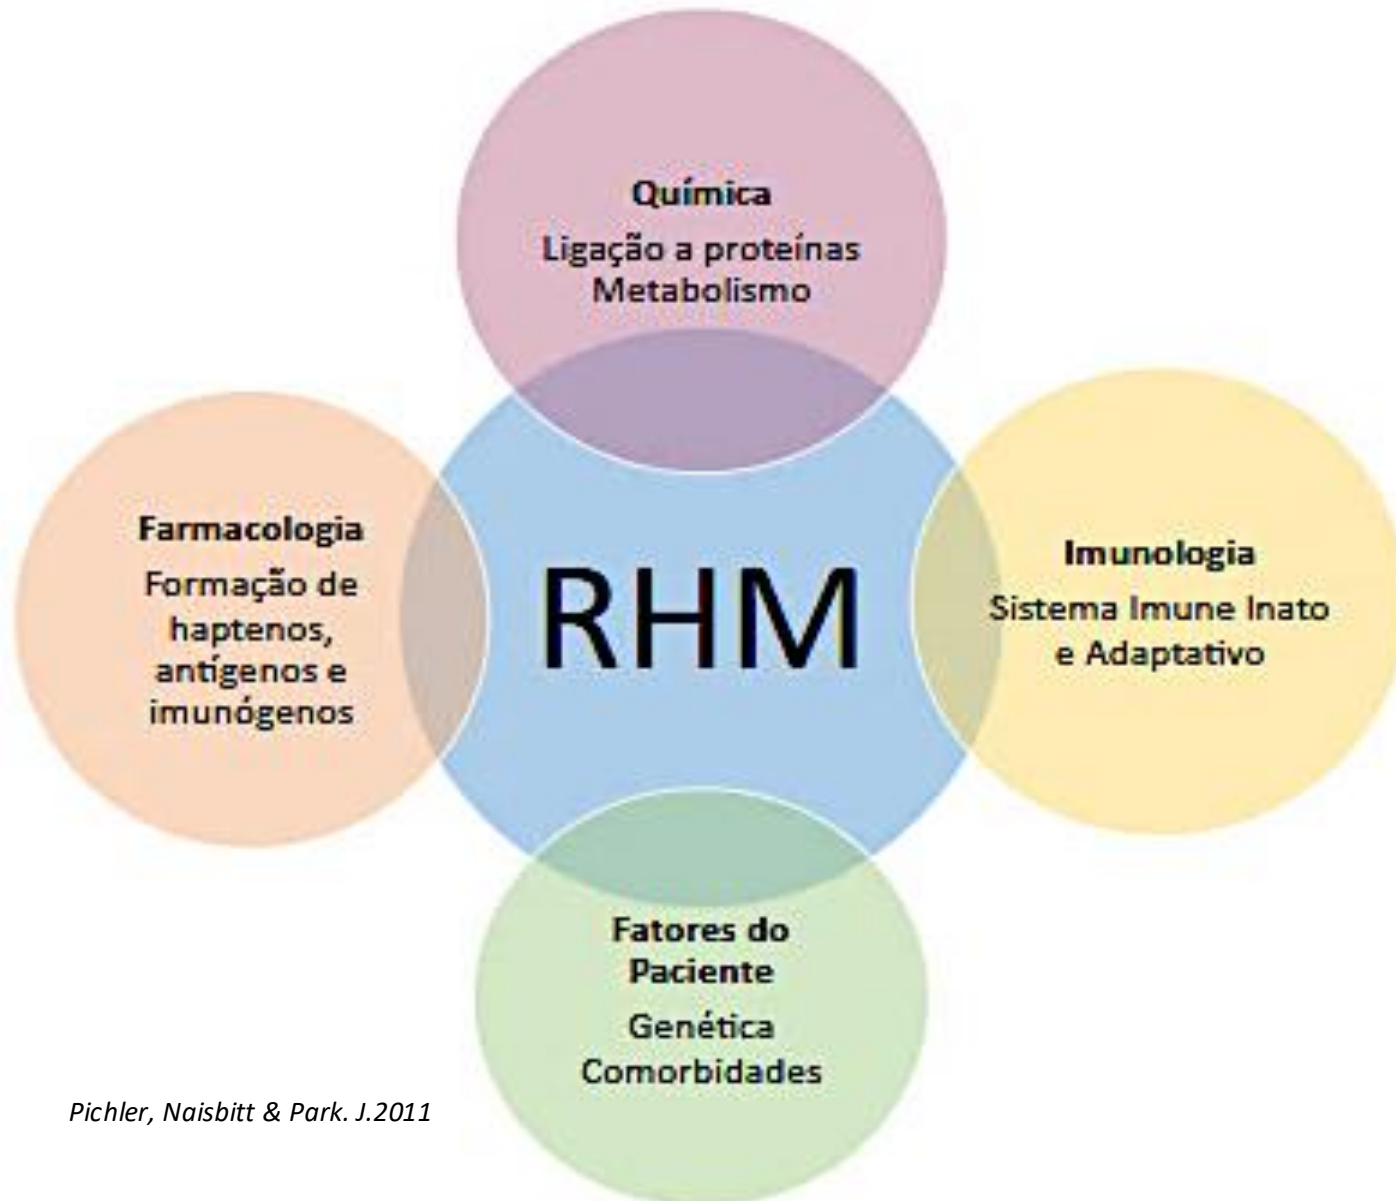 Química
Ligação a proteínas
Metabolismo
Farmacologia
Formação de
haptenos,
antígenos e
imunógenos
RHM
Imunologia
Sistema Imune Inato
e Adaptativo
Fatores do
Paciente
Genética
Comorbidades
Pichler, Naisbitt & Park. J.2011